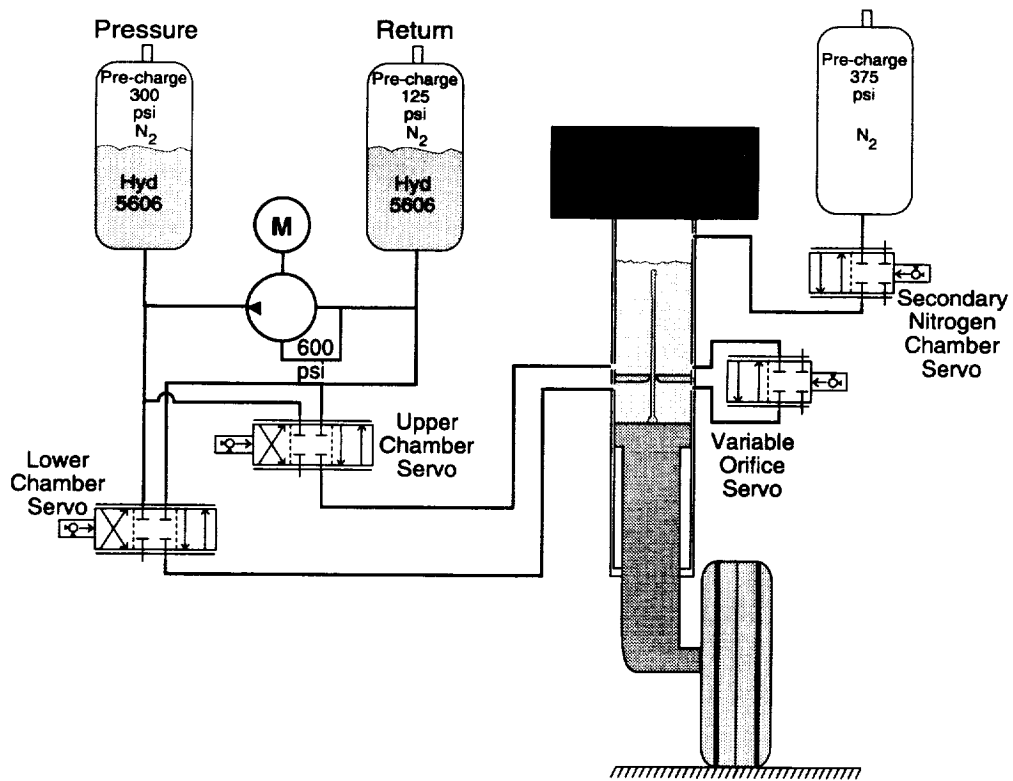 Pressure
Return
Pre-charge
300
psi
N2
Hyd
5606
Pre-charge
125
psi
N2
Hyd
5606
Pre-charge
375
psi
N2
M
600
psi
Secondary
Nitrogen
Chamber
Servo
Upper
Chamber
Servo
Variable
Orifice
Servo
Lower
Chamber
Servo